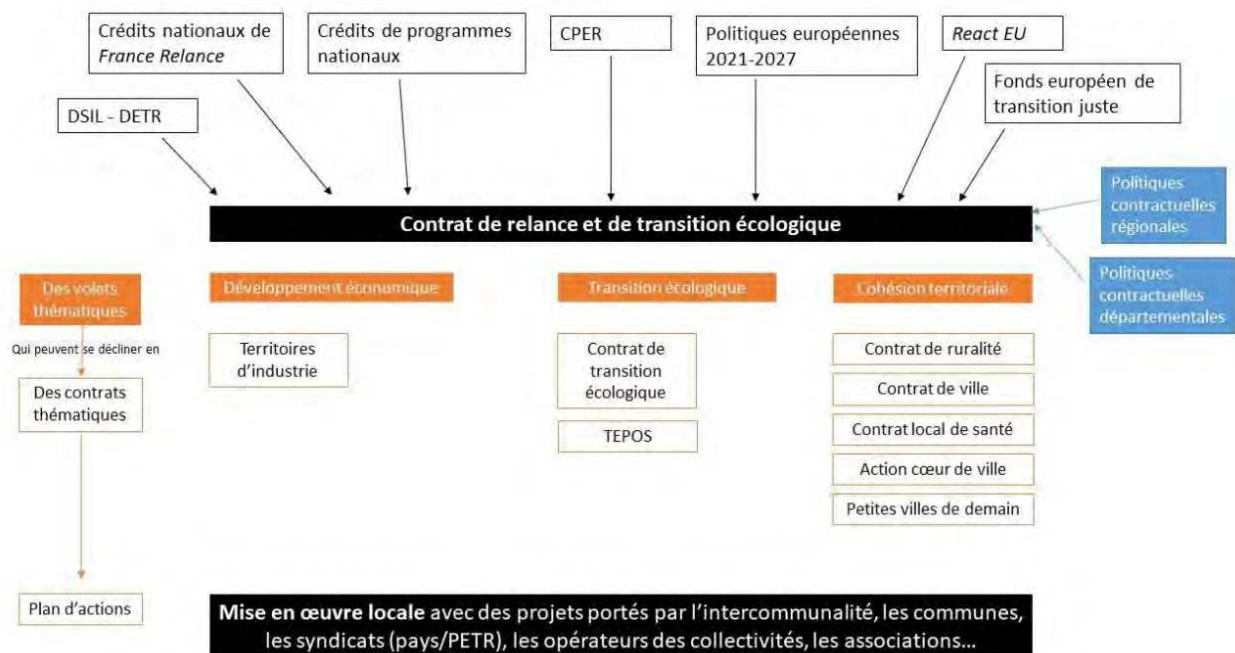 Crédits nationaux de
France Relance
Crédits de programmes
nationaux
CPER
Politiques européennes
2021-2027
React EU
Fonds européen de
transition juste
DSIL - DETR
Politiques
contractuelles
régionales
Contrat de relance et de transition écologique
Politiques
contractuelles
départementales
Des volets
thématiques
Développement économique
Transition écologique
Cohésion territoriale
Qui peuvent se décliner en
Des contrats
thématiques
Territoires
d’industrie
Contrat de
transition
écologique
TEPOS
Contrat de ruralité
Contrat de ville
Contrat local de santé
Action cœur de ville
Petites villes de demain
Plan d’actions
Mise en œuvre locale avec des projets portés par l’intercommunalité, les communes,
les syndicats (pays/PETR), les opérateurs des collectivités, les associations…